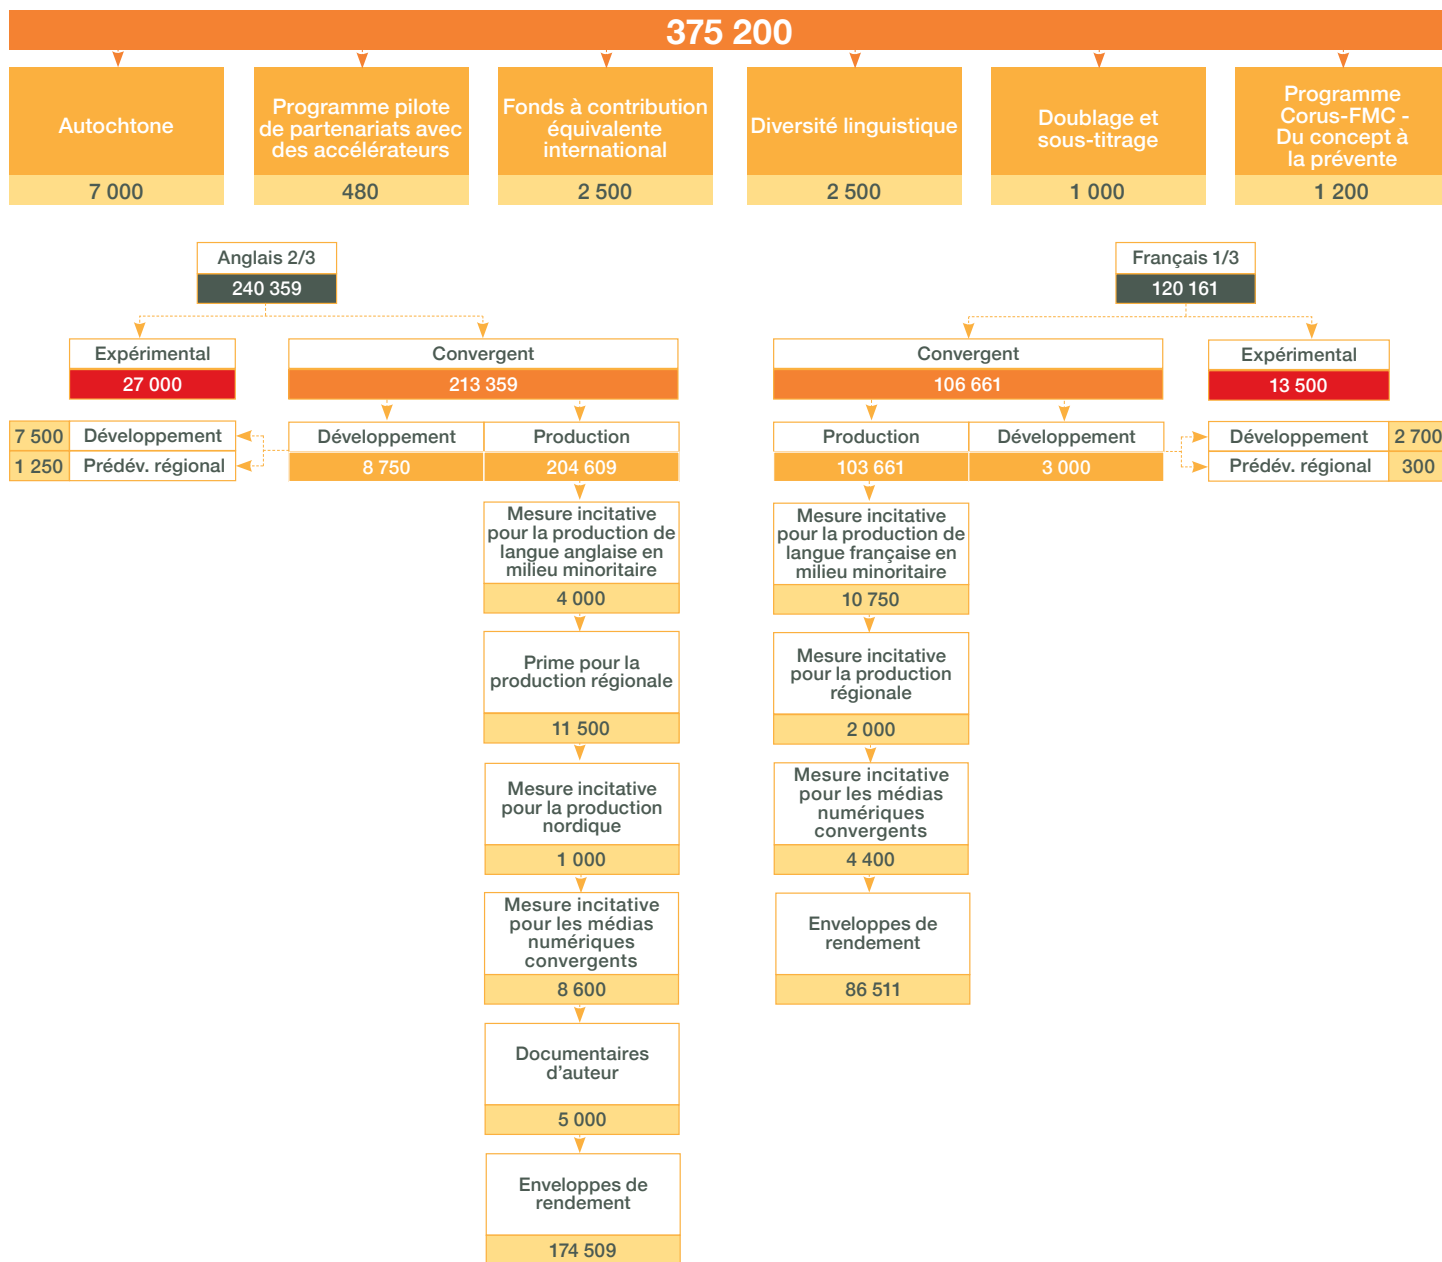 375 200
Autochtone
7 000
Programme pilote
de partenariats avec
des accélérateurs
480
Fonds à contribution
équivalente
international
2 500
Diversité linguistique
2 500
Doublage et
sous-titrage
1 000
Programme
Corus-FMC -
Du concept à
la prévente
1 200
Anglais 2/3
240 359
Expérimental
27 000
Convergent
213 359
7 500 Développement
1 250 Prédév. régional
Développement
8 750
Production
204 609
Mesure incitative
pour la production de
langue anglaise en
milieu minoritaire
4 000
Prime pour la
production régionale
11 500
Mesure incitative
pour la production
nordique
1 000
Mesure incitative
pour les médias
numériques
convergents
8 600
Documentaires
d'auteur
5 000
Enveloppes de
rendement
174 509
Français 1/3
120 161
Convergent
106 661
Expérimental
13 500
Production
103 661
Développement
3 000
Développement 2 700
Prédév. régional 300
Mesure incitative
pour la production de
langue française en
milieu minoritaire
10 750
Mesure incitative
pour la production
régionale
2 000
Mesure incitative
pour les médias
numériques
convergents
4 400
Enveloppes de
rendement
86 511